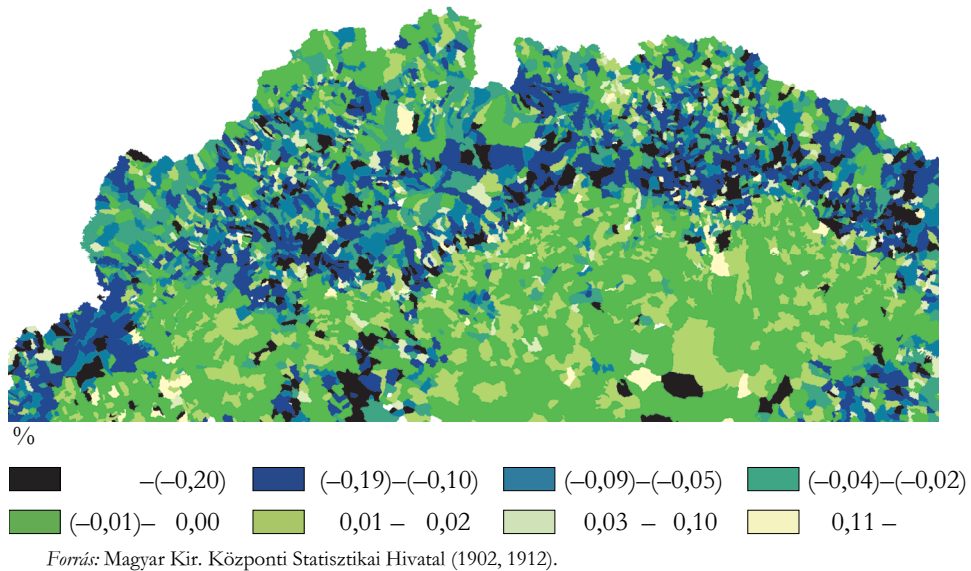 %
–(–0,20) (–0,19)–(–0,10) (–0,09)–(–0,05) (–0,04)–(–0,02)
(–0,01)– 0,00 0,01 – 0,02 0,03 – 0,10 0,11 –
Forrás: Magyar Kir. Központi Statisztikai Hivatal (1902, 1912).